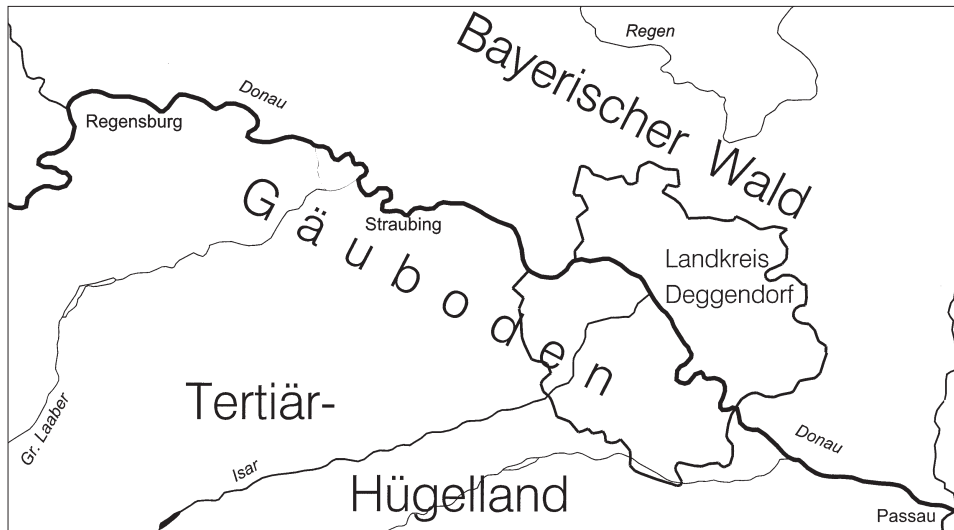 Bayerischer Wald
Regen
Donau
Regensburg
Gäuboden
Straubing
Landkreis
Deggendorf
Tertiär-
Hügelland
Gr. Laaber
Isar
Donau
Passau